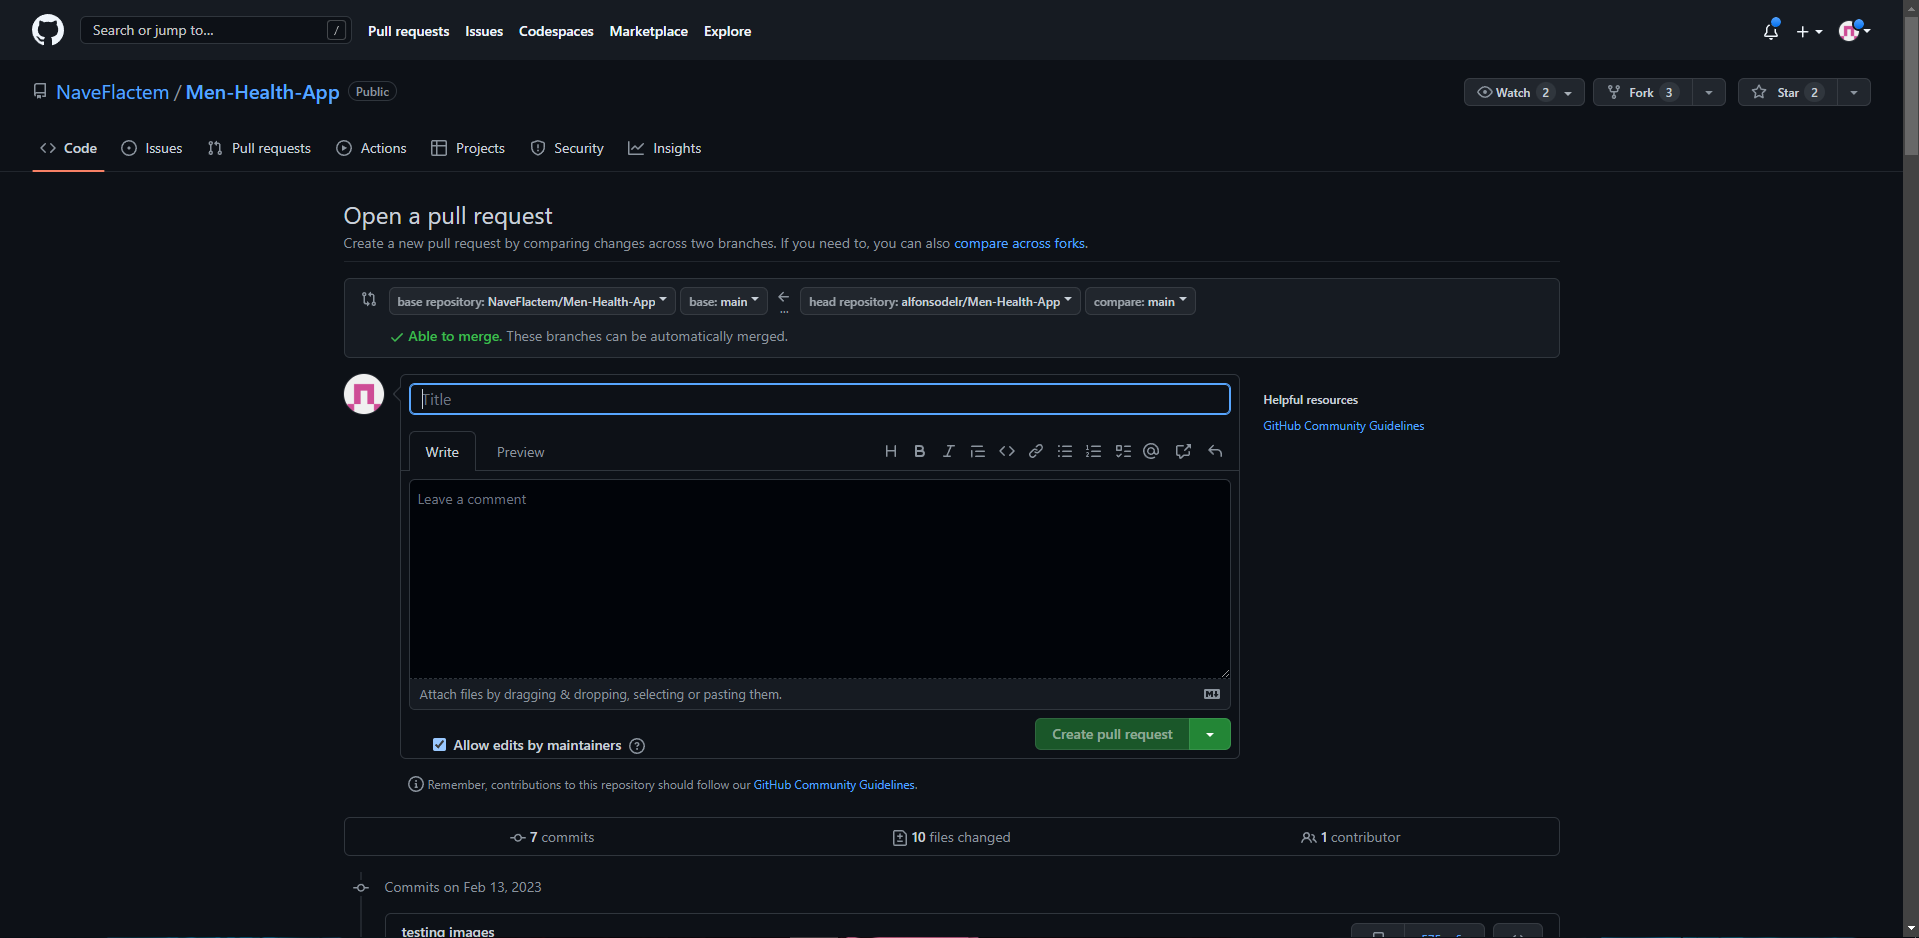 Search or jump to... /
Pull requests Issues Codespaces Marketplace Explore
NaveFlactem / Men-Health-App Public
Watch 2 Fork 3 Star 2
Code Issues Pull requests Actions Projects Security Insights
Open a pull request
Create a new pull request by comparing changes across two branches. If you need to, you can also compare across forks.
base repository: NaveFlactem/Men-Health-App base: main ... head repository: alfonsodelr/Men-Health-App compare: main
Able to merge. These branches can be automatically merged.
Title
Helpful resources
GitHub Community Guidelines
Write Preview
Leave a comment
Attach files by dragging & dropping, selecting or pasting them.
Allow edits by maintainers
Create pull request
Remember, contributions to this repository should follow our GitHub Community Guidelines.
7 commits 10 files changed 1 contributor
Commits on Feb 13, 2023
testing images